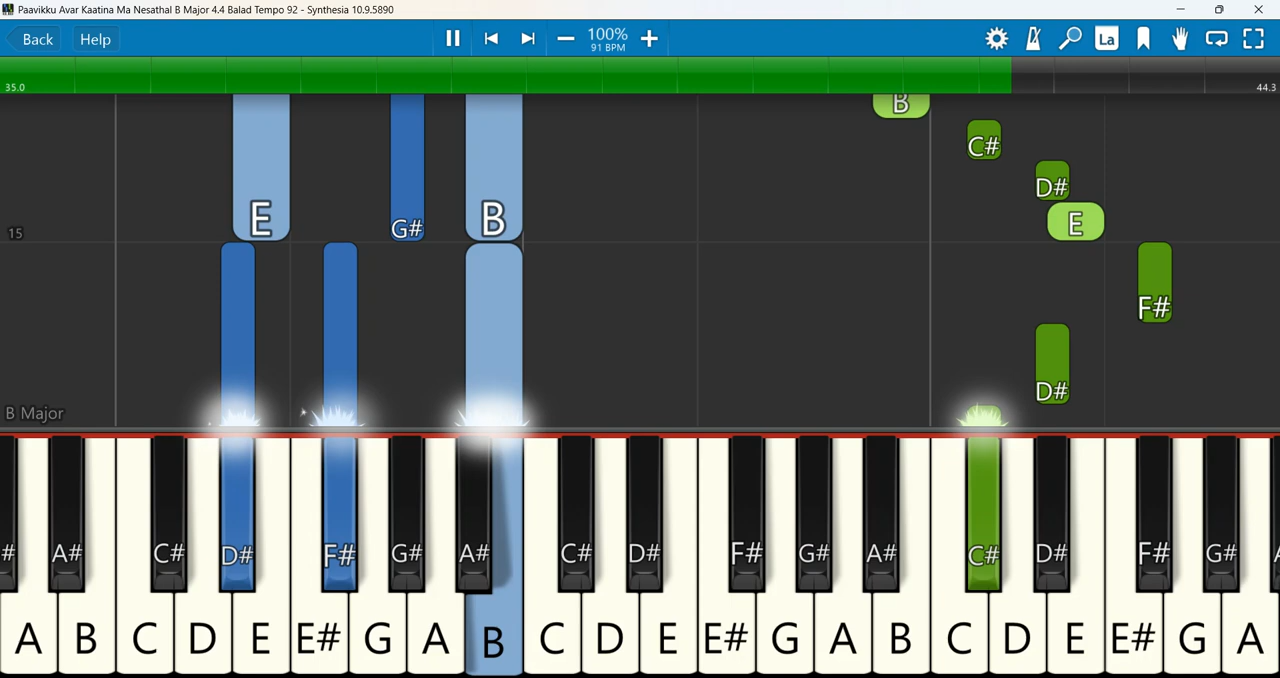 Paavikku Avar Kaatina Ma Nesathal B Major 4.4 Balad Tempo 92 - Synthesia 10.9.5890
Back Help 100% La
91 BPM
35.0 44.3
B
C#
D#
E G# B E
15
F#
D#
B Major
# A# C# D# F# G# A# C# D# F# G# A# C# D# F# G# A
A B C D E E# G A B C D E E# G A B C D E E# G A